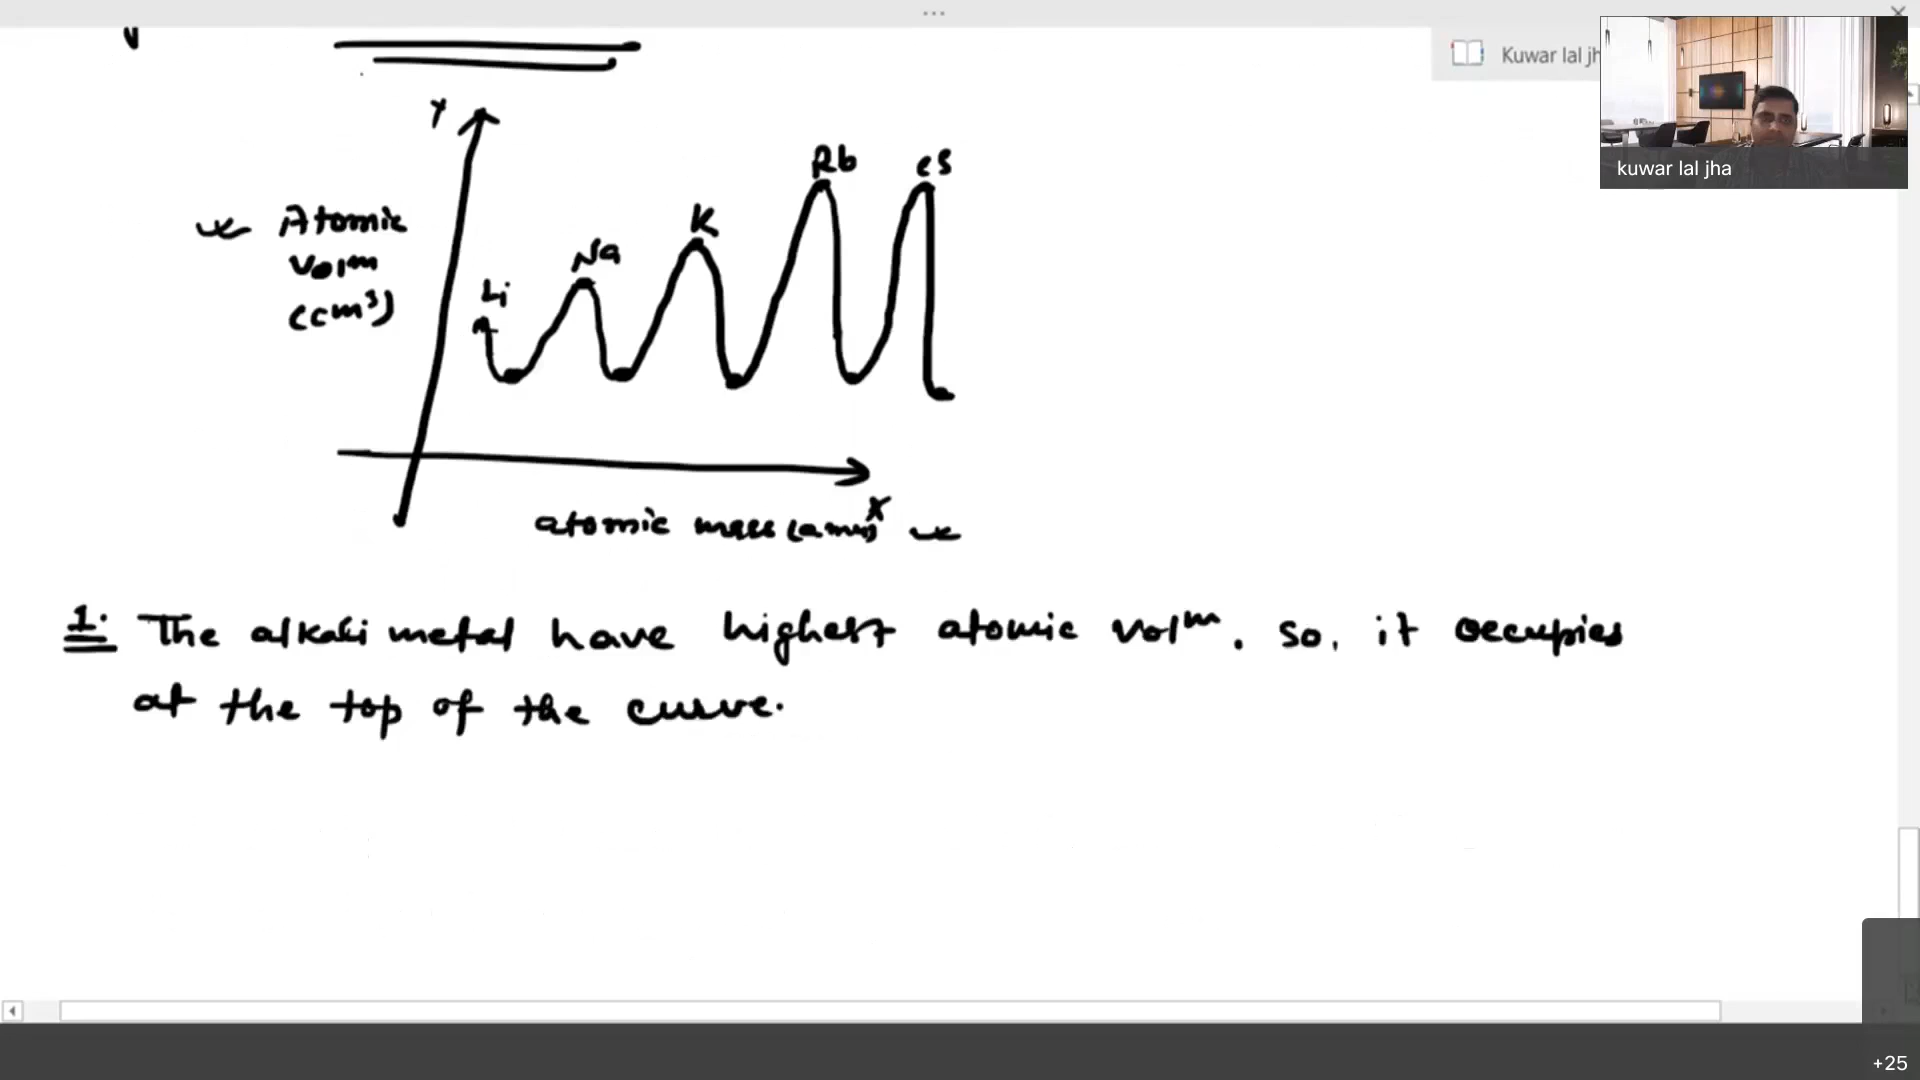 Kuwar lal jh
kuwar lal jha
Y
Atomic
Volm
(cm³)
Li
Na
K
Rb
cs
X
atomic mass (amu)
1. The alkali metal have highest atomic volm. so, it occupies
at the top of the curve.
+25